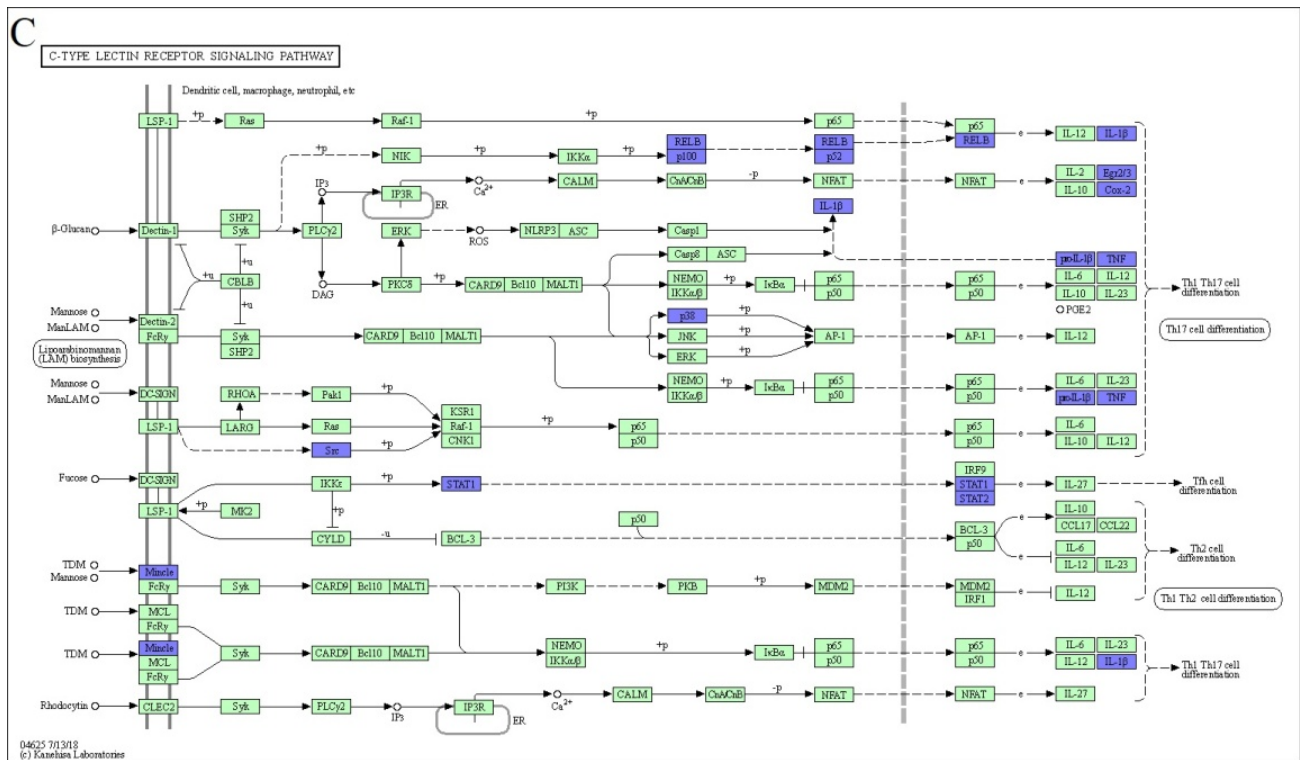 C
C-TYPE LECTIN RECEPTOR SIGNALING PATHWAY
Dendritic cell, macrophage, neutrophil, etc
LSP-1 +p Ras Raf-1 +p p65 p65 e IL-12 IL-1β
RELB RELB RELB
+p NIK +p IKKα +p p100 p52
IP3 IP3R ER Ca2+ CALM CnA/CnB -p NFAT NFAT e IL-2 Egr2/3
IL-10 Cox-2
IL-1β
SHP2
β-Glucan Dectin-1 Syk PLCγ2 ERK ROS NLRP3 ASC Casp1
Casp8 ASC pro-IL-1β TNF
+u CBLB +u
DAG PKCδ +p CARD9 Bcl10 MALT1 NEMO +p IκBα p65 p65 e IL-6 IL-12
IKKα/β p50 p50 IL-10 IL-23
Th1 Th17 cell
differentiation
PGE2
Mannose
ManLAM
Dectin-2 Syk CARD9 Bcl10 MALT1 p38 +p
FcRγ SHP2 JNK +p AP-1 AP-1 e IL-12
ERK +p
Th17 cell differentiation
Lipoarabinomannan
(LAM) biosynthesis
Mannose
ManLAM
DC-SIGN RHOA Pak1 +p NEMO +p IκBα p65 p65 e IL-6 IL-23
IKKα/β p50 p50 pro-IL-1β TNF
KSR1
LSP-1 LARG Ras Raf-1 +p p65 p65 e IL-6
CNK1 p50 p50 IL-10 IL-12
Src +p
Fucose DC-SIGN IKKε +p STAT1 IRF9
STAT1 e IL-27 Tfh cell
differentiation
STAT2
LSP-1 +p MK2 +p p50 IL-10
CCL17 CCL22
CYLD -u BCL-3 BCL-3 e
p50 e IL-6
IL-12 IL-23
Th2 cell
differentiation
TDM
Mannose
Mincle
FcRγ Syk CARD9 Bcl10 MALT1 PI3K PKB +p MDM2 MDM2 e IL-12
IRF1
Th1 Th2 cell differentiation
TDM MCL
FcRγ
TDM Mincle
MCL
FcRγ
Syk CARD9 Bcl10 MALT1 NEMO +p IκBα p65 p65 e IL-6 IL-23
IKKα/β p50 p50 IL-12 IL-1β
Th1 Th17 cell
differentiation
Rhodocytin CLEC2 Syk PLCγ2 IP3 IP3R ER Ca2+ CALM CnA/CnB -p NFAT NFAT e IL-27
04625 7/13/18
(c) Kanehisa Laboratories